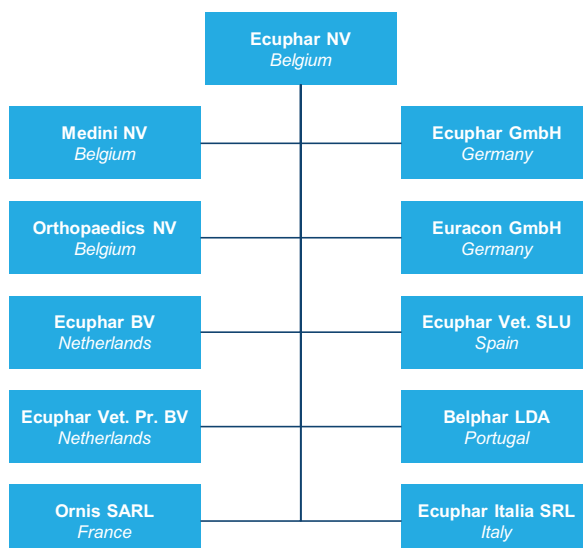 Ecuphar NV
Belgium
Medini NV
Belgium
Ecuphar GmbH
Germany
Orthopaedics NV
Belgium
Euracon GmbH
Germany
Ecuphar BV
Netherlands
Ecuphar Vet. SLU
Spain
Ecuphar Vet. Pr. BV
Netherlands
Belphar LDA
Portugal
Ornis SARL
France
Ecuphar Italia SRL
Italy